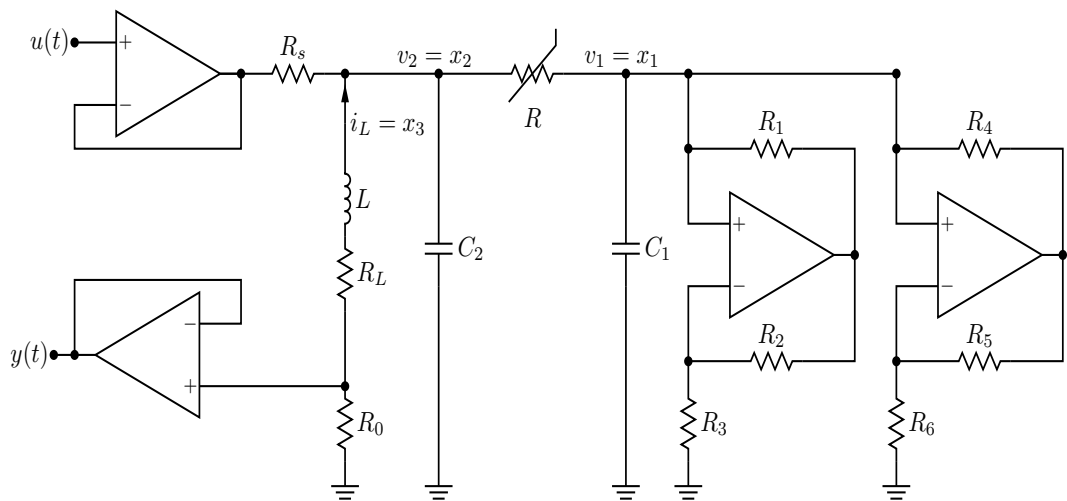 u(t)
+
−
R_s
v_2 = x_2
R
v_1 = x_1
i_L = x_3
L
R_L
C_2
C_1
R_1
+
−
R_2
R_3
R_4
+
−
R_5
R_6
−
+
y(t)
R_0